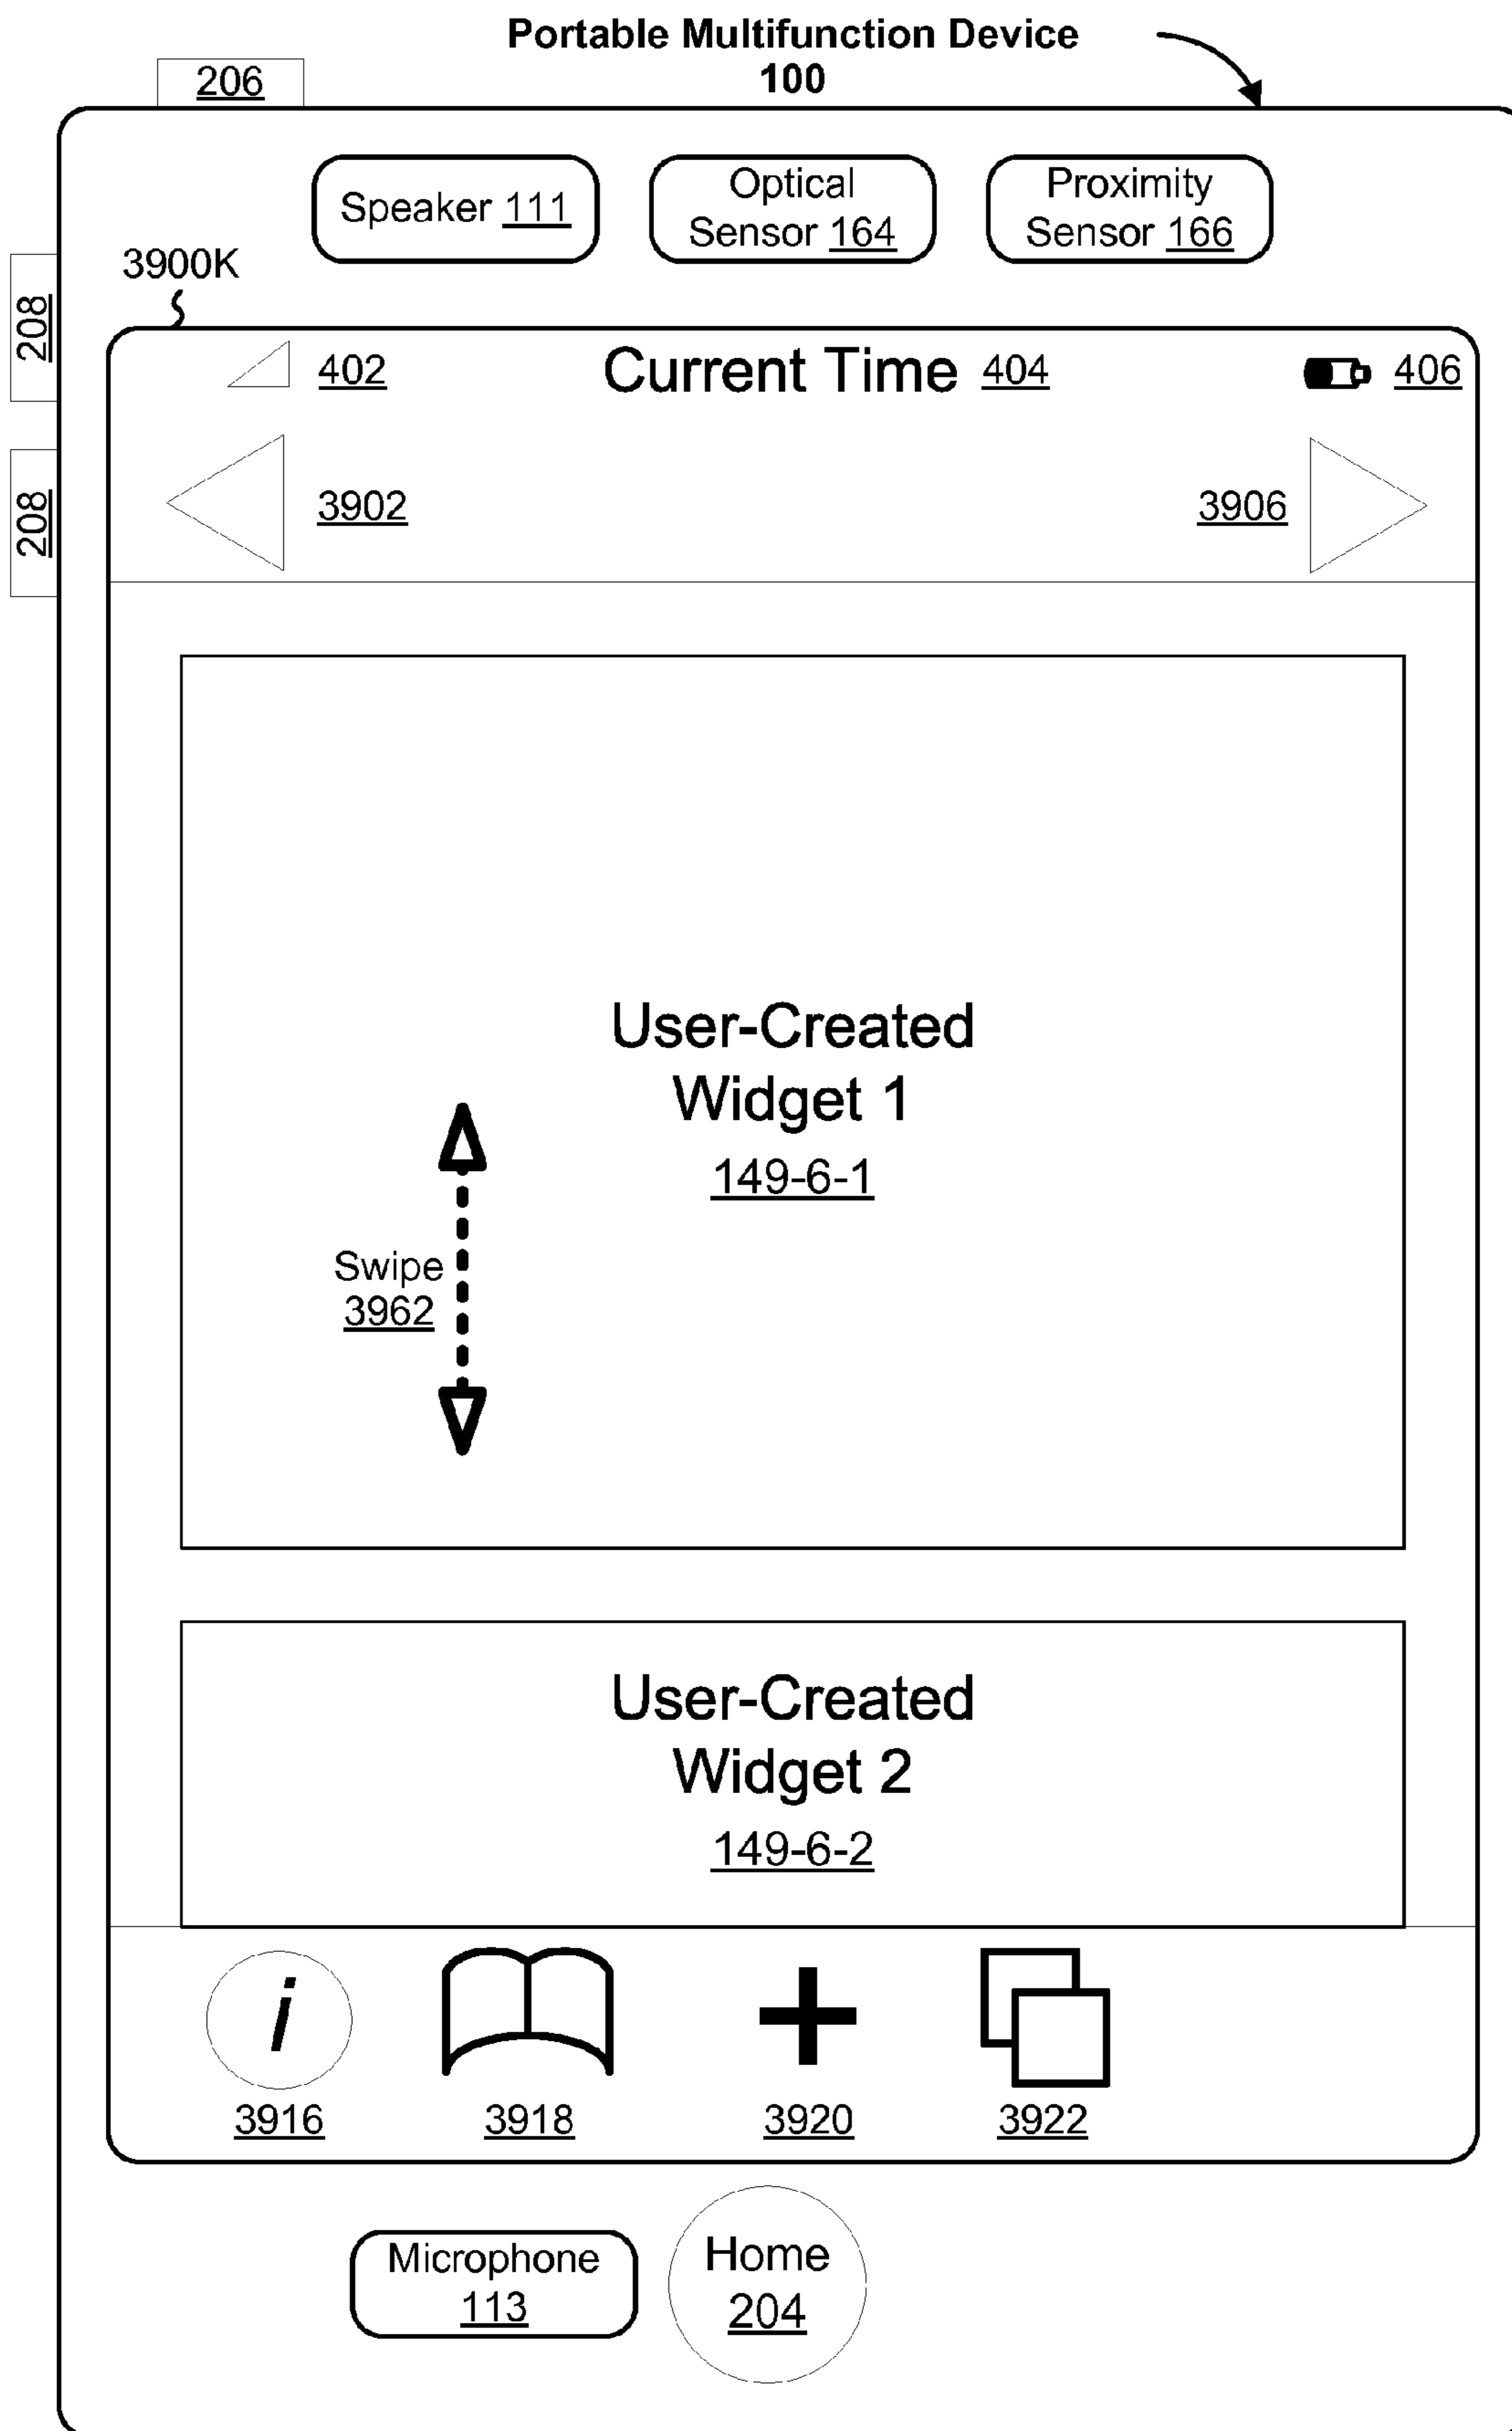 Portable Multifunction Device
100
206
Speaker 111
Optical
Sensor 164
Proximity
Sensor 166
208
3900K
402
Current Time 404
406
208
3902
3906
User-Created
Widget 1
149-6-1
Swipe
3962
User-Created
Widget 2
149-6-2
i
3916
3918
3920
3922
Microphone
113
Home
204